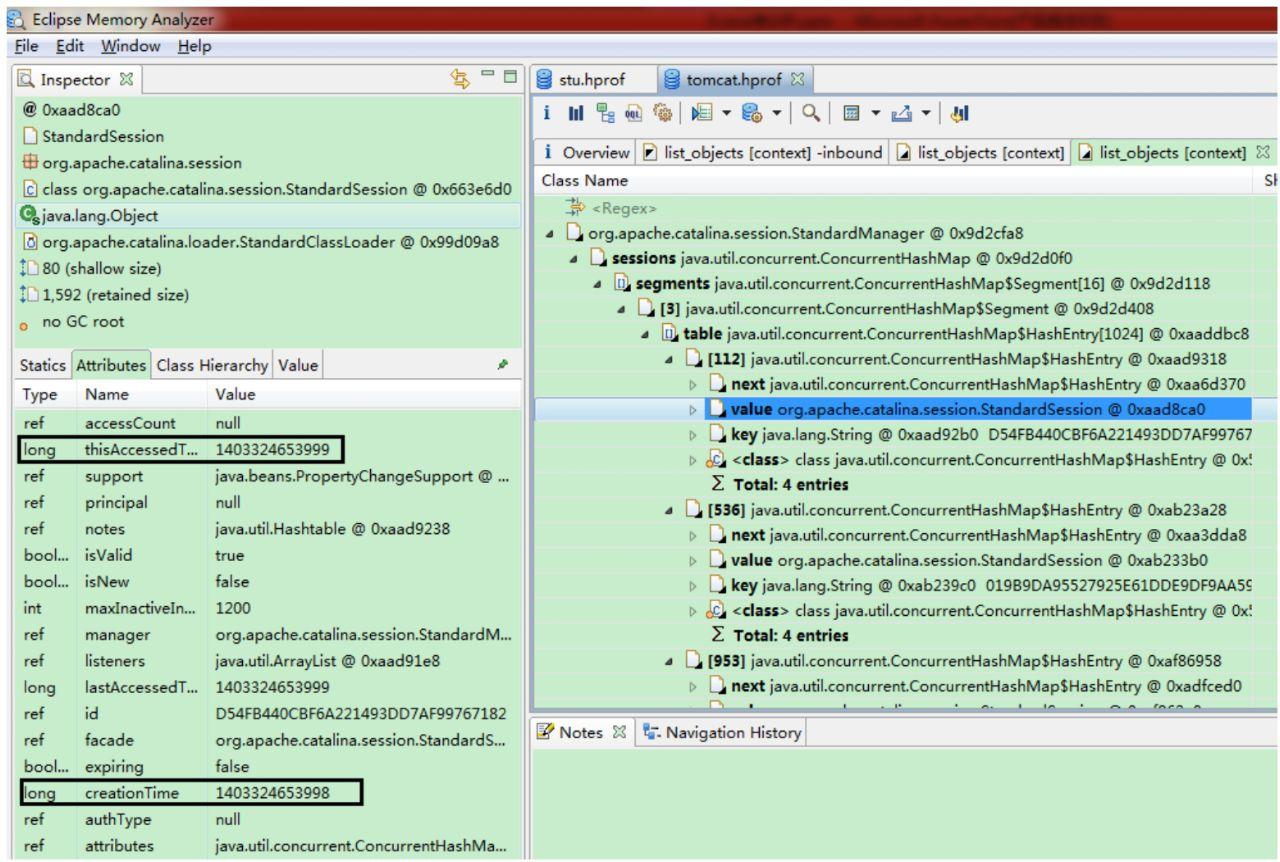 Eclipse Memory Analyzer
File Edit Window Help
Inspector
@ 0xaad8ca0
StandardSession
org.apache.catalina.session
class org.apache.catalina.session.StandardSession @ 0x663e6d0
java.lang.Object
org.apache.catalina.loader.StandardClassLoader @ 0x99d09a8
80 (shallow size)
1,592 (retained size)
no GC root
Statics Attributes Class Hierarchy Value
Type Name Value
ref accessCount null
long thisAccessedT... 1403324653999
ref support java.beans.PropertyChangeSupport @ ...
ref principal null
ref notes java.util.Hashtable @ 0xaad9238
bool... isValid true
bool... isNew false
int maxInactiveIn... 1200
ref manager org.apache.catalina.session.StandardM...
ref listeners java.util.ArrayList @ 0xaad91e8
long lastAccessedT... 1403324653999
ref id D54FB440CBF6A221493DD7AF99767182
ref facade org.apache.catalina.session.StandardS...
bool... expiring false
long creationTime 1403324653998
ref authType null
ref attributes java.util.concurrent.ConcurrentHashMa...
stu.hprof tomcat.hprof
i OQL
i Overview list_objects [context] -inbound list_objects [context] list_objects [context]
Class Name Sh
<Regex>
org.apache.catalina.session.StandardManager @ 0x9d2cfa8
sessions java.util.concurrent.ConcurrentHashMap @ 0x9d2d0f0
segments java.util.concurrent.ConcurrentHashMap$Segment[16] @ 0x9d2d118
[3] java.util.concurrent.ConcurrentHashMap$Segment @ 0x9d2d408
table java.util.concurrent.ConcurrentHashMap$HashEntry[1024] @ 0xaaddbc8
[112] java.util.concurrent.ConcurrentHashMap$HashEntry @ 0xaad9318
next java.util.concurrent.ConcurrentHashMap$HashEntry @ 0xaa6d370
value org.apache.catalina.session.StandardSession @ 0xaad8ca0
key java.lang.String @ 0xaad92b0 D54FB440CBF6A221493DD7AF99767
<class> class java.util.concurrent.ConcurrentHashMap$HashEntry @ 0x5
Σ Total: 4 entries
[536] java.util.concurrent.ConcurrentHashMap$HashEntry @ 0xab23a28
next java.util.concurrent.ConcurrentHashMap$HashEntry @ 0xaa3dda8
value org.apache.catalina.session.StandardSession @ 0xab233b0
key java.lang.String @ 0xab239c0 019B9DA95527925E61DDE9DF9AA59
<class> class java.util.concurrent.ConcurrentHashMap$HashEntry @ 0x5
Σ Total: 4 entries
[953] java.util.concurrent.ConcurrentHashMap$HashEntry @ 0xaf86958
next java.util.concurrent.ConcurrentHashMap$HashEntry @ 0xadfced0
Notes Navigation History